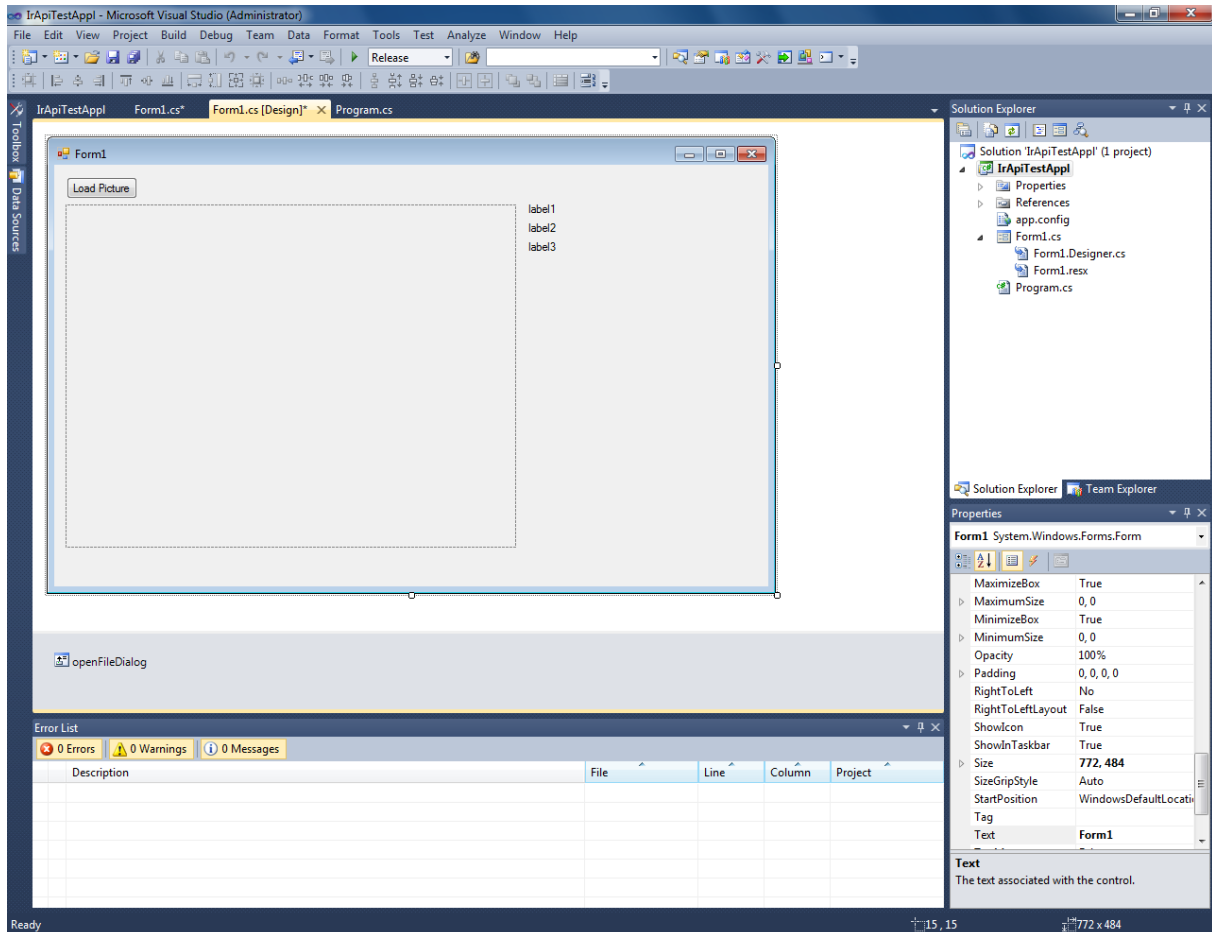 IrApiTestAppl - Microsoft Visual Studio (Administrator)
File Edit View Project Build Debug Team Data Format Tools Test Analyze Window Help
Release
IrApiTestAppl Form1.cs* Form1.cs [Design]* Program.cs
Toolbox
Data Sources
Form1
Load Picture
label1
label2
label3
openFileDialog
Error List
0 Errors 0 Warnings 0 Messages
Description File Line Column Project
Solution Explorer
Solution 'IrApiTestAppl' (1 project)
IrApiTestAppl
Properties
References
app.config
Form1.cs
Form1.Designer.cs
Form1.resx
Program.cs
Solution Explorer Team Explorer
Properties
Form1 System.Windows.Forms.Form
MaximizeBox True
MaximumSize 0, 0
MinimizeBox True
MinimumSize 0, 0
Opacity 100%
Padding 0, 0, 0, 0
RightToLeft No
RightToLeftLayout False
ShowIcon True
ShowInTaskbar True
Size 772, 484
SizeGripStyle Auto
StartPosition WindowsDefaultLocati
Tag
Text Form1
Text
The text associated with the control.
Ready 15 , 15 772 x 484